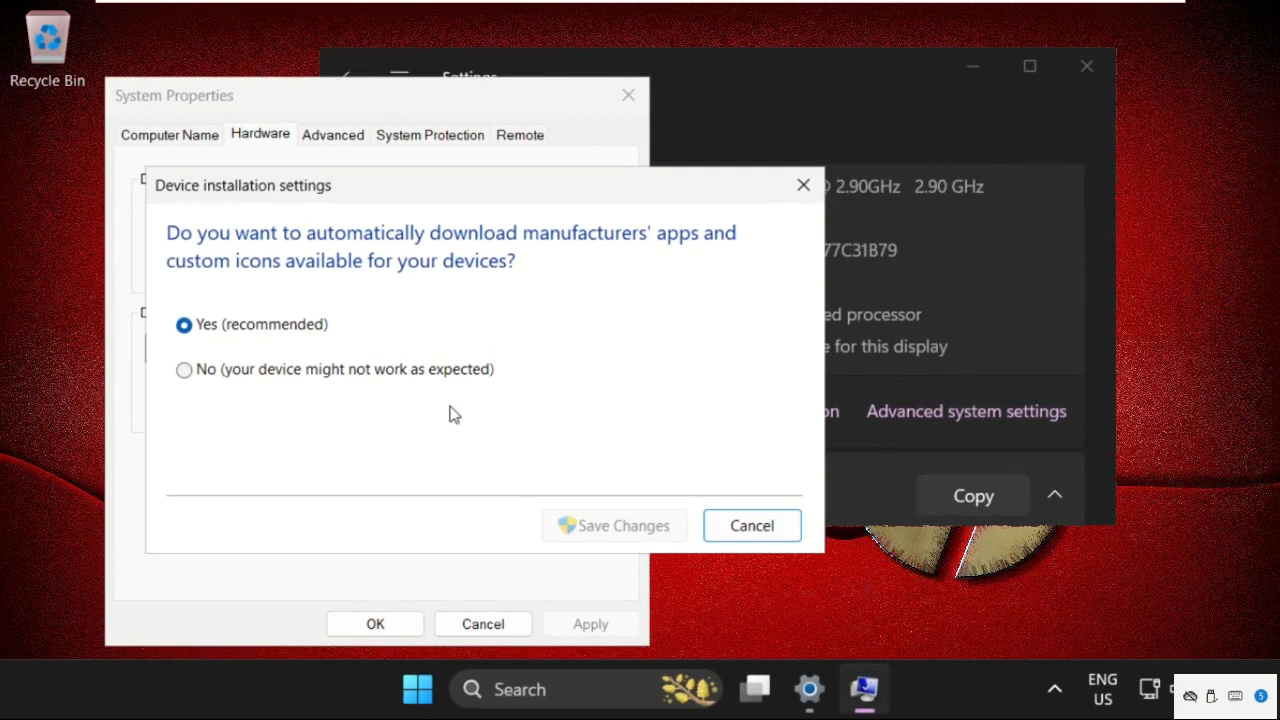 Recycle Bin
Settings
System Properties
Computer Name Hardware Advanced System Protection Remote
Device installation settings
2.90GHz 2.90 GHz
Do you want to automatically download manufacturers' apps and
custom icons available for your devices?
77C31B79
Yes (recommended)
ed processor
for this display
No (your device might not work as expected)
on Advanced system settings
Copy
Save Changes Cancel
OK Cancel Apply
Search
ENG
US
5